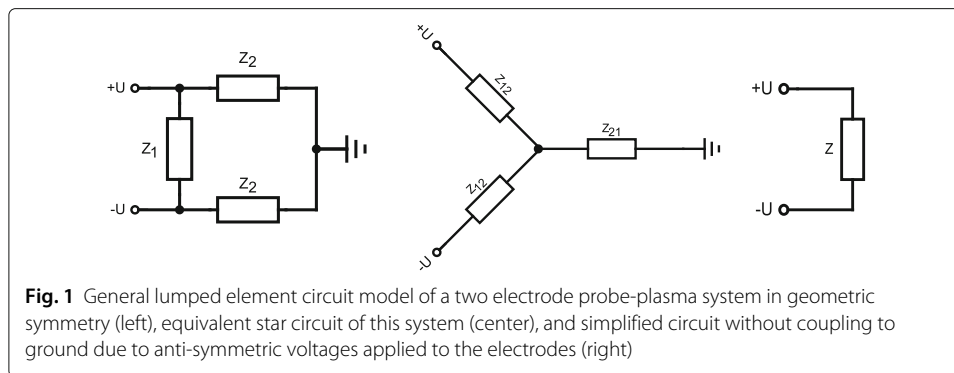 Z2
+U
Z1
-U
Z2
+U
Z12
Z21
Z12
-U
+U
Z
-U
Fig. 1 General lumped element circuit model of a two electrode probe-plasma system in geometric
symmetry (left), equivalent star circuit of this system (center), and simplified circuit without coupling to
ground due to anti-symmetric voltages applied to the electrodes (right)